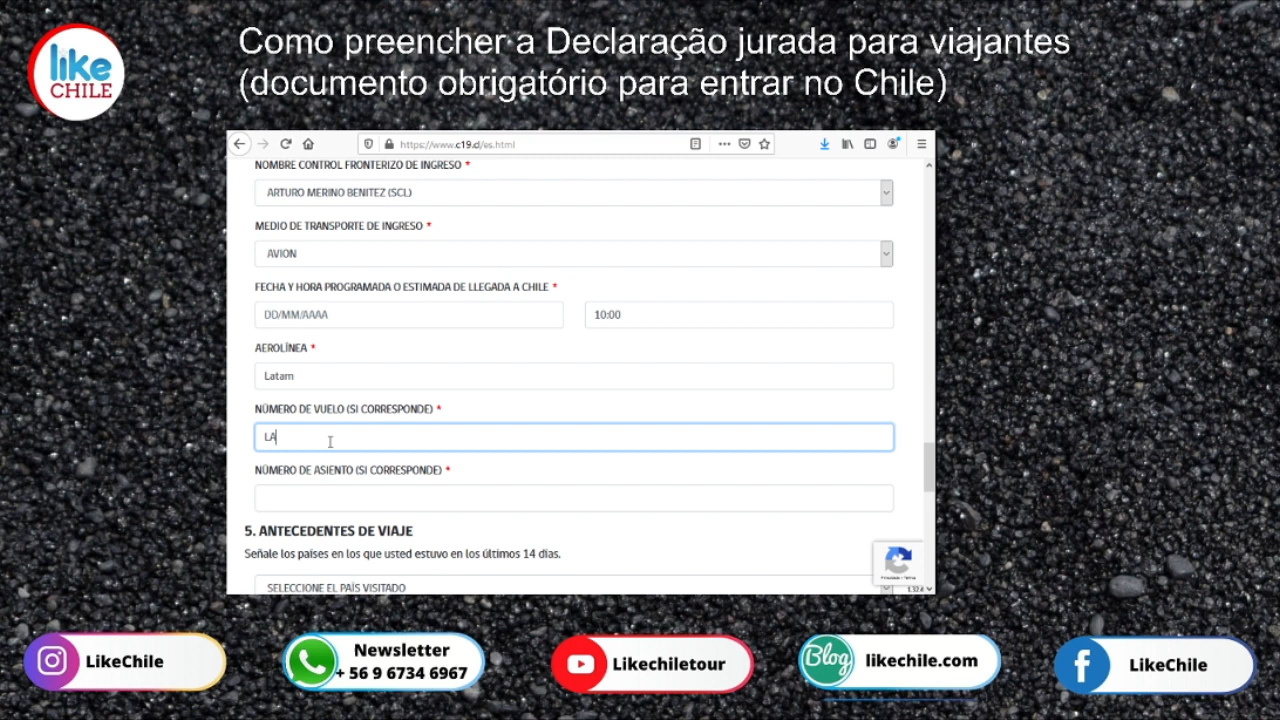 like
CHILE
Como preencher a Declaração jurada para viajantes
(documento obrigatório para entrar no Chile)
https://www.c19.cl/es.html
NOMBRE CONTROL FRONTERIZO DE INGRESO *
ARTURO MERINO BENITEZ (SCL)
MEDIO DE TRANSPORTE DE INGRESO *
AVION
FECHA Y HORA PROGRAMADA O ESTIMADA DE LLEGADA A CHILE *
DD/MM/AAAA 10:00
AEROLÍNEA *
Latam
NÚMERO DE VUELO (SI CORRESPONDE) *
LA
NÚMERO DE ASIENTO (SI CORRESPONDE) *
5. ANTECEDENTES DE VIAJE
Señale los países en los que usted estuvo en los últimos 14 días.
SELECCIONE EL PAÍS VISITADO
LikeChile
Newsletter
+ 56 9 6734 6967
Likechiletour
Blog
likechile.com
LikeChile